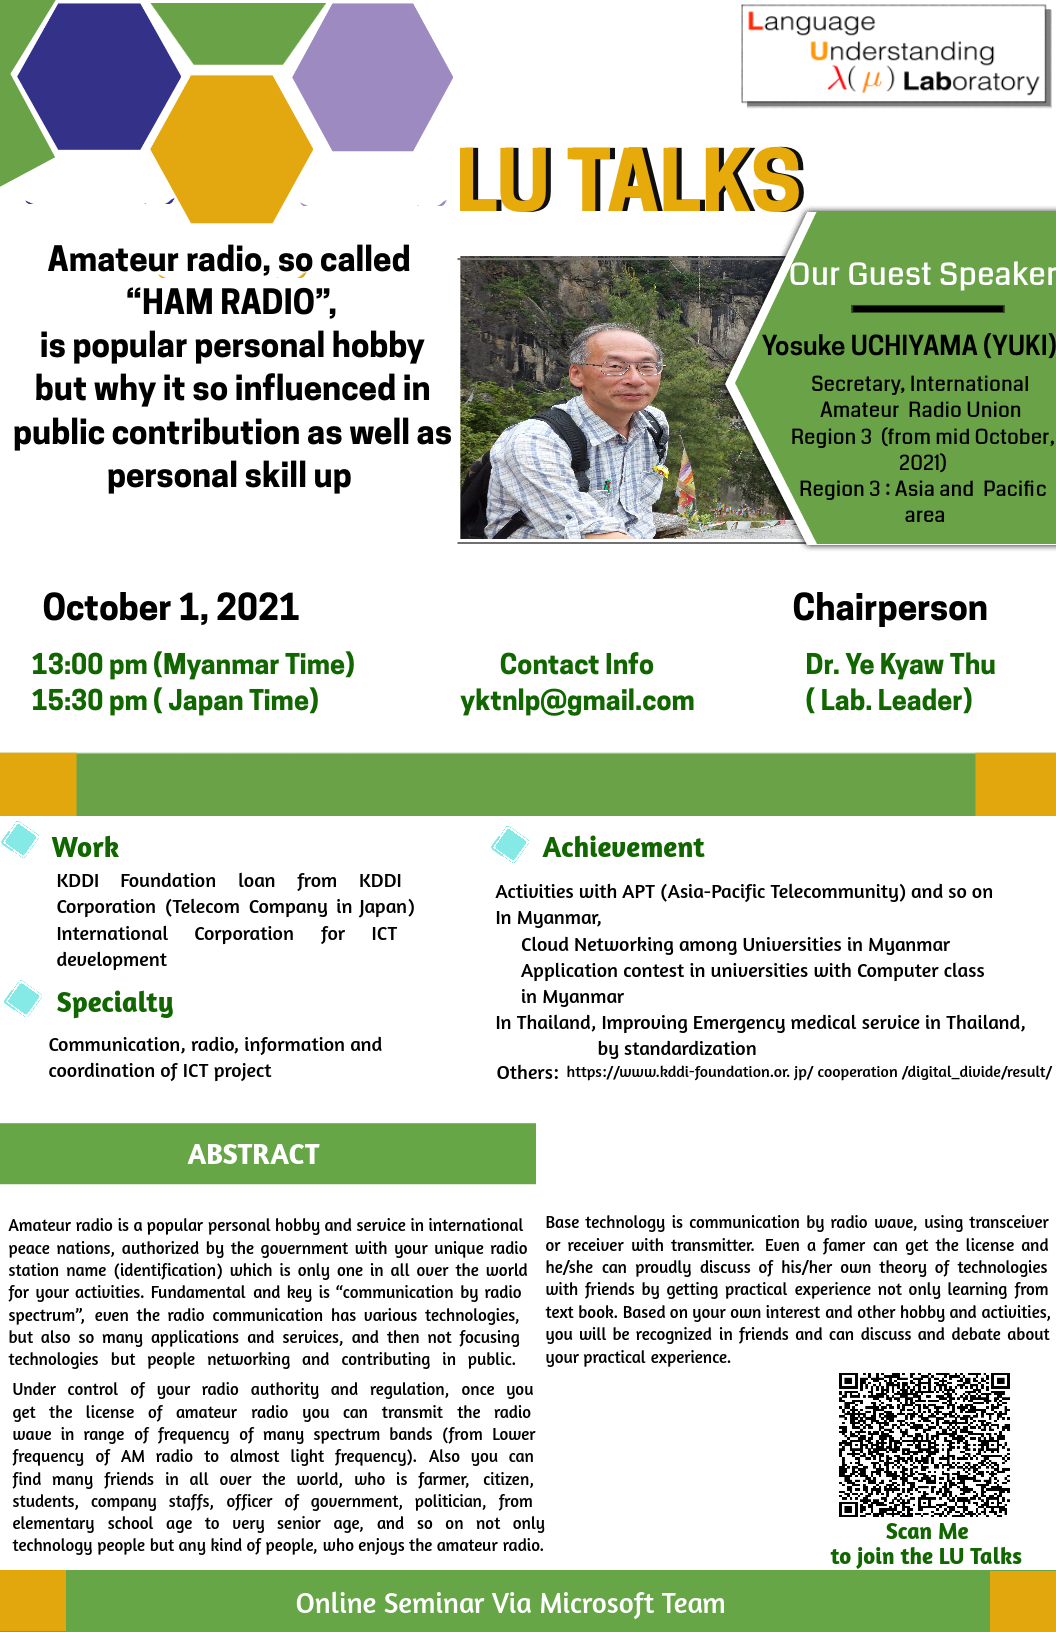 Language
Understanding
λ( μ ) Laboratory
LU TALKS
Amateur radio, so called
“HAM RADIO”,
is popular personal hobby
but why it so influenced in
public contribution as well as
personal skill up
Our Guest Speaker
Yosuke UCHIYAMA (YUKI)
Secretary, International
Amateur Radio Union
Region 3 (from mid October,
2021)
Region 3 : Asia and Pacific
area
October 1, 2021
13:00 pm (Myanmar Time)
15:30 pm ( Japan Time)
Contact Info
yktnlp@gmail.com
Chairperson
Dr. Ye Kyaw Thu
( Lab. Leader)
Work
KDDI Foundation loan from KDDI
Corporation (Telecom Company in Japan)
International Corporation for ICT
development
Specialty
Communication, radio, information and
coordination of ICT project
Achievement
Activities with APT (Asia-Pacific Telecommunity) and so on
In Myanmar,
Cloud Networking among Universities in Myanmar
Application contest in universities with Computer class
in Myanmar
In Thailand, Improving Emergency medical service in Thailand,
by standardization
Others: https://www.kddi-foundation.or. jp/ cooperation /digital_divide/result/
ABSTRACT
Amateur radio is a popular personal hobby and service in international
peace nations, authorized by the government with your unique radio
station name (identification) which is only one in all over the world
for your activities. Fundamental and key is “communication by radio
spectrum”, even the radio communication has various technologies,
but also so many applications and services, and then not focusing
technologies but people networking and contributing in public.
Under control of your radio authority and regulation, once you
get the license of amateur radio you can transmit the radio
wave in range of frequency of many spectrum bands (from Lower
frequency of AM radio to almost light frequency). Also you can
find many friends in all over the world, who is farmer, citizen,
students, company staffs, officer of government, politician, from
elementary school age to very senior age, and so on not only
technology people but any kind of people, who enjoys the amateur radio.
Base technology is communication by radio wave, using transceiver
or receiver with transmitter. Even a famer can get the license and
he/she can proudly discuss of his/her own theory of technologies
with friends by getting practical experience not only learning from
text book. Based on your own interest and other hobby and activities,
you will be recognized in friends and can discuss and debate about
your practical experience.
Scan Me
to join the LU Talks
Online Seminar Via Microsoft Team